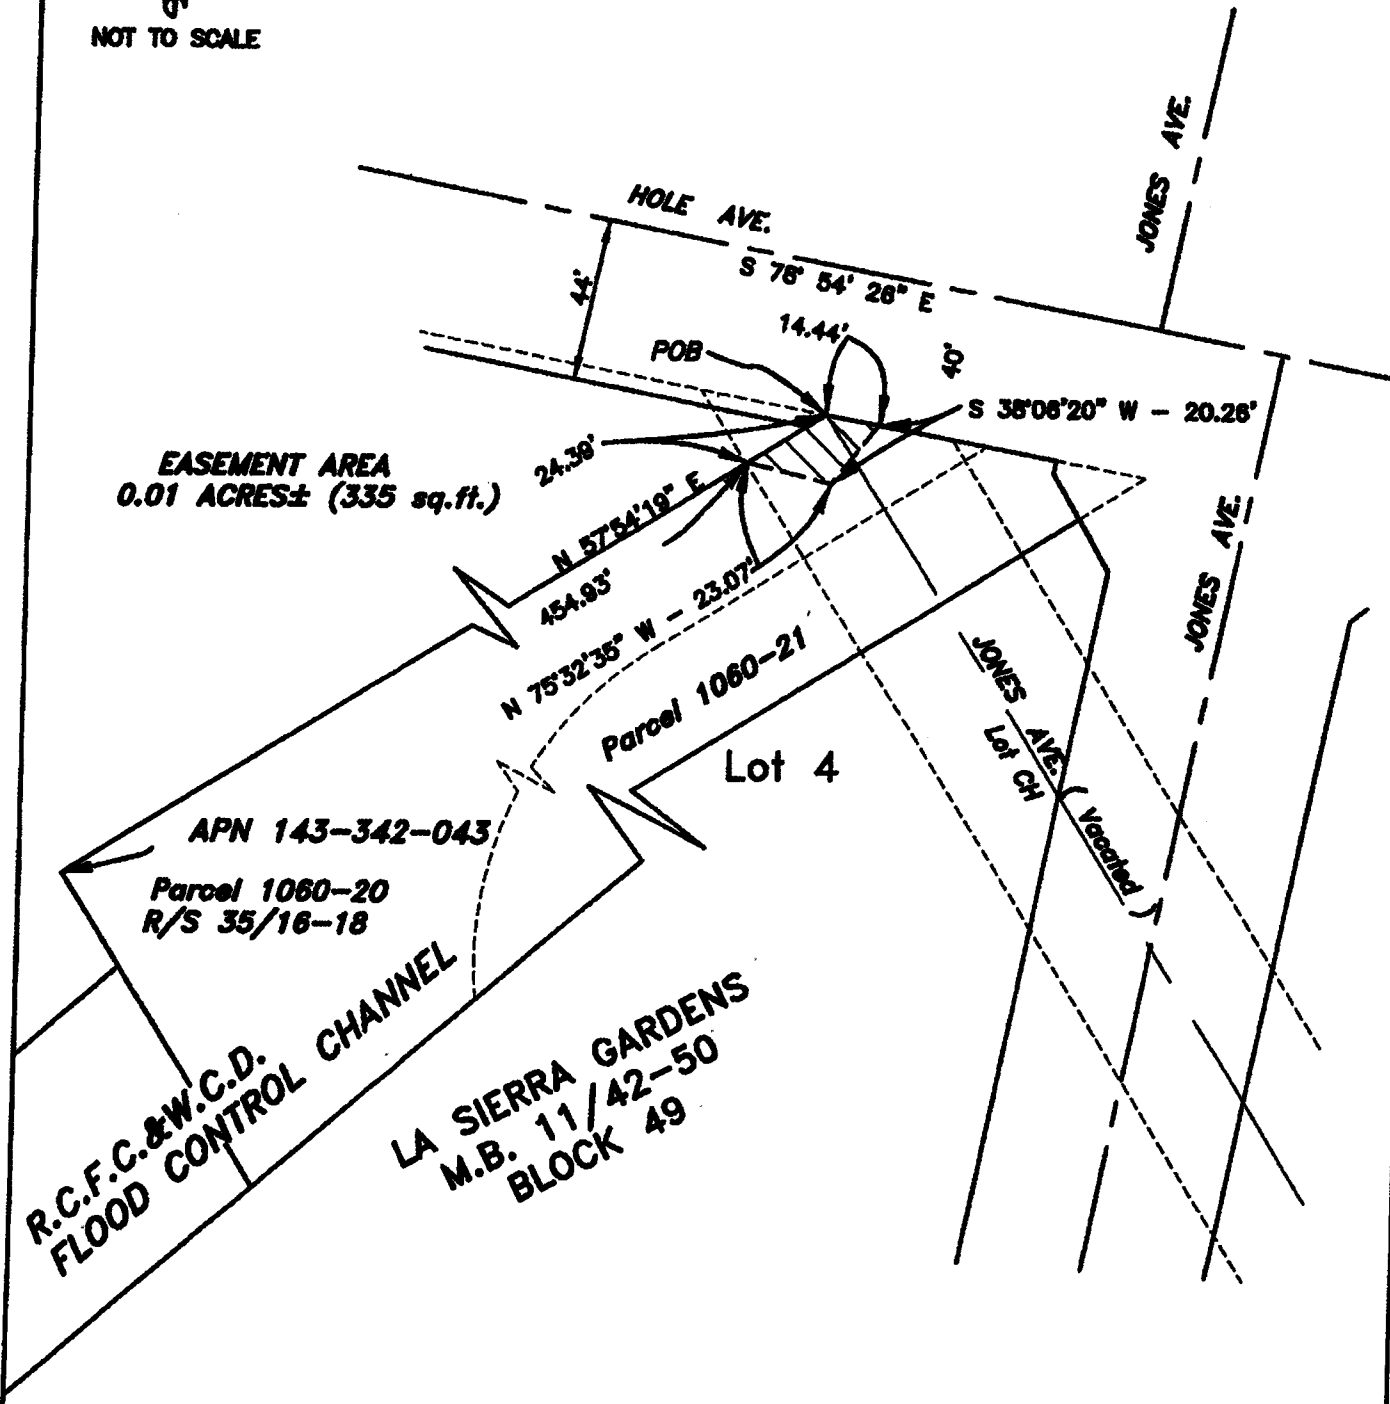 NOT TO SCALE
JONES AVE.
HOLE AVE.
S 78° 54' 26" E
44'
14.44'
POB
40'
S 38°06'20" W - 20.26'
24.39'
EASEMENT AREA
0.01 ACRES± (335 sq.ft.)
N 57°54'19" E
454.93'
N 75°32'35" W - 23.07'
JONES AVE.
Parcel 1060-21
JONES AVE. ( Vacated )
Lot CH
Lot 4
APN 143-342-043
Parcel 1060-20
R/S 35/16-18
R.C.F.C.&W.C.D.
FLOOD CONTROL CHANNEL
LA SIERRA GARDENS
M.B. 11/42-50
BLOCK 49